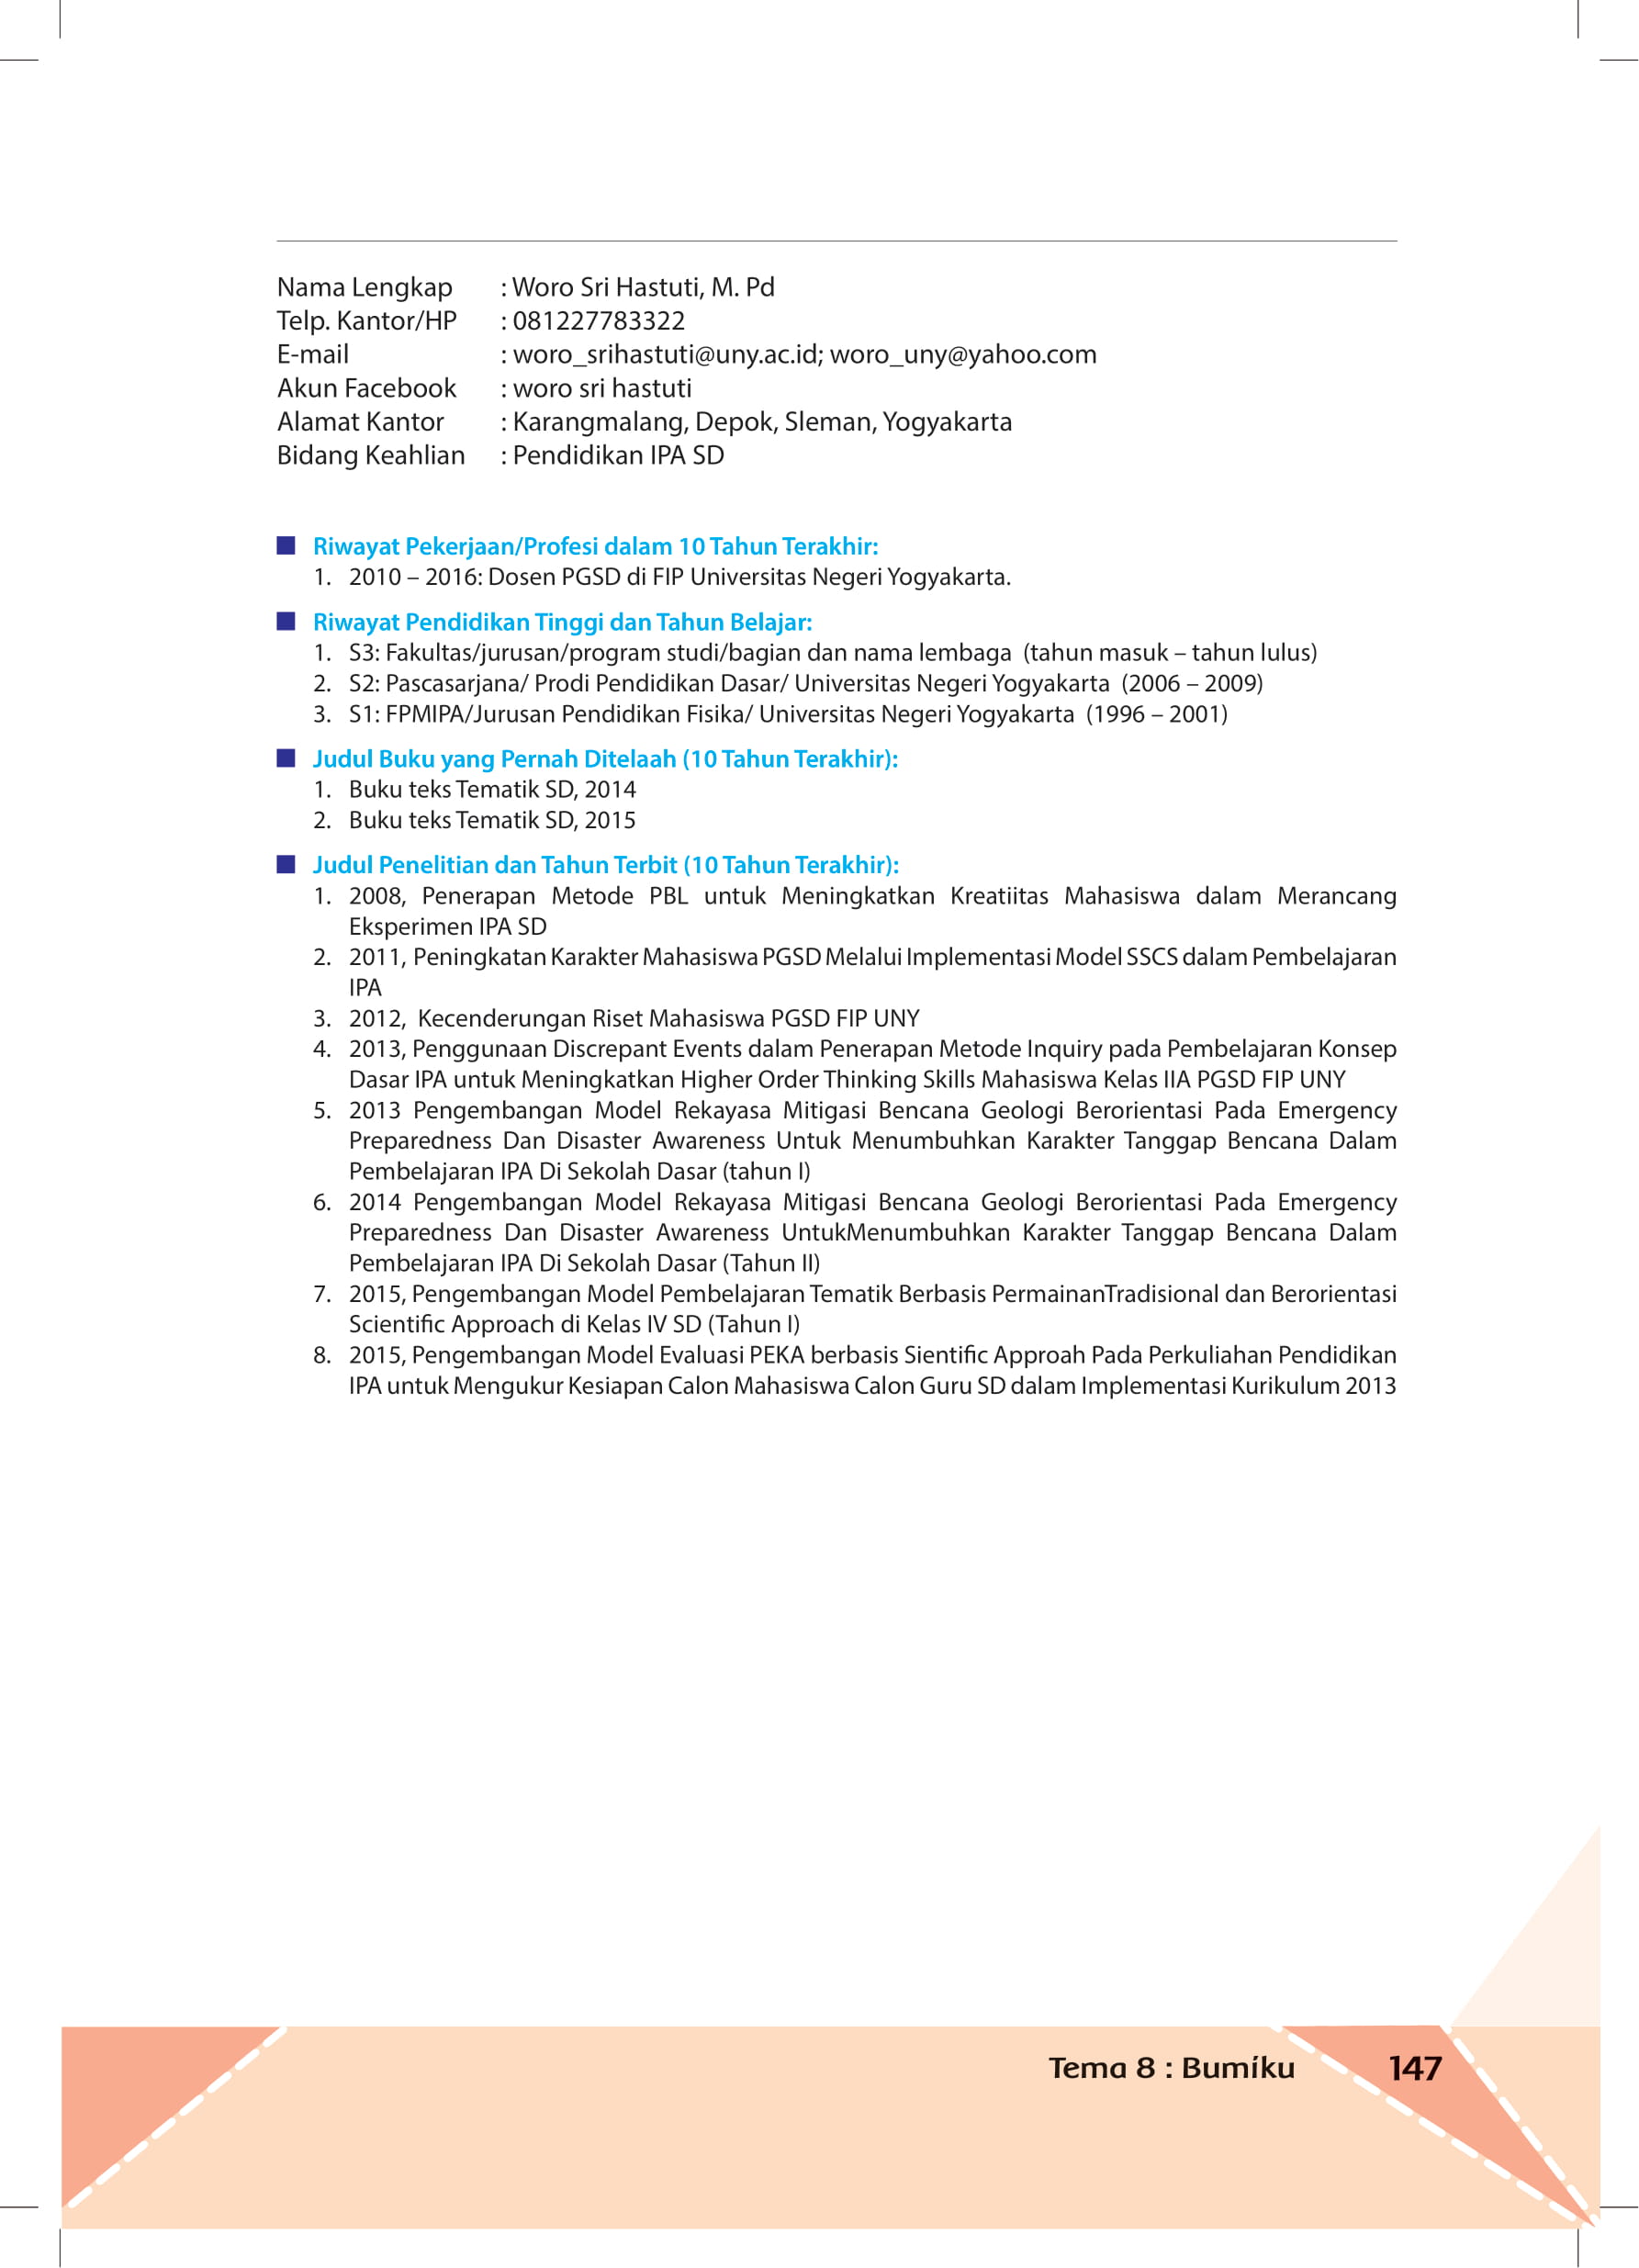 Nama Lengkap : Woro Sri Hastuti, M. Pd
Telp. Kantor/HP : 081227783322
E-mail : woro_srihastuti@uny.ac.id; woro_uny@yahoo.com
Akun Facebook : woro sri hastuti
Alamat Kantor : Karangmalang, Depok, Sleman, Yogyakarta
Bidang Keahlian : Pendidikan IPA SD
Riwayat Pekerjaan/Profesi dalam 10 Tahun Terakhir:
1. 2010 – 2016: Dosen PGSD di FIP Universitas Negeri Yogyakarta.
Riwayat Pendidikan Tinggi dan Tahun Belajar:
1. S3: Fakultas/jurusan/program studi/bagian dan nama lembaga (tahun masuk – tahun lulus)
2. S2: Pascasarjana/ Prodi Pendidikan Dasar/ Universitas Negeri Yogyakarta (2006 – 2009)
3. S1: FPMIPA/Jurusan Pendidikan Fisika/ Universitas Negeri Yogyakarta (1996 – 2001)
Judul Buku yang Pernah Ditelaah (10 Tahun Terakhir):
1. Buku teks Tematik SD, 2014
2. Buku teks Tematik SD, 2015
Judul Penelitian dan Tahun Terbit (10 Tahun Terakhir):
1. 2008, Penerapan Metode PBL untuk Meningkatkan Kreatiitas Mahasiswa dalam Merancang
Eksperimen IPA SD
2. 2011, Peningkatan Karakter Mahasiswa PGSD Melalui Implementasi Model SSCS dalam Pembelajaran
IPA
3. 2012, Kecenderungan Riset Mahasiswa PGSD FIP UNY
4. 2013, Penggunaan Discrepant Events dalam Penerapan Metode Inquiry pada Pembelajaran Konsep
Dasar IPA untuk Meningkatkan Higher Order Thinking Skills Mahasiswa Kelas IIA PGSD FIP UNY
5. 2013 Pengembangan Model Rekayasa Mitigasi Bencana Geologi Berorientasi Pada Emergency
Preparedness Dan Disaster Awareness Untuk Menumbuhkan Karakter Tanggap Bencana Dalam
Pembelajaran IPA Di Sekolah Dasar (tahun I)
6. 2014 Pengembangan Model Rekayasa Mitigasi Bencana Geologi Berorientasi Pada Emergency
Preparedness Dan Disaster Awareness UntukMenumbuhkan Karakter Tanggap Bencana Dalam
Pembelajaran IPA Di Sekolah Dasar (Tahun II)
7. 2015, Pengembangan Model Pembelajaran Tematik Berbasis PermainanTradisional dan Berorientasi
Scientific Approach di Kelas IV SD (Tahun I)
8. 2015, Pengembangan Model Evaluasi PEKA berbasis Sientific Approah Pada Perkuliahan Pendidikan
IPA untuk Mengukur Kesiapan Calon Mahasiswa Calon Guru SD dalam Implementasi Kurikulum 2013
Tema 8 : Bumiku 147